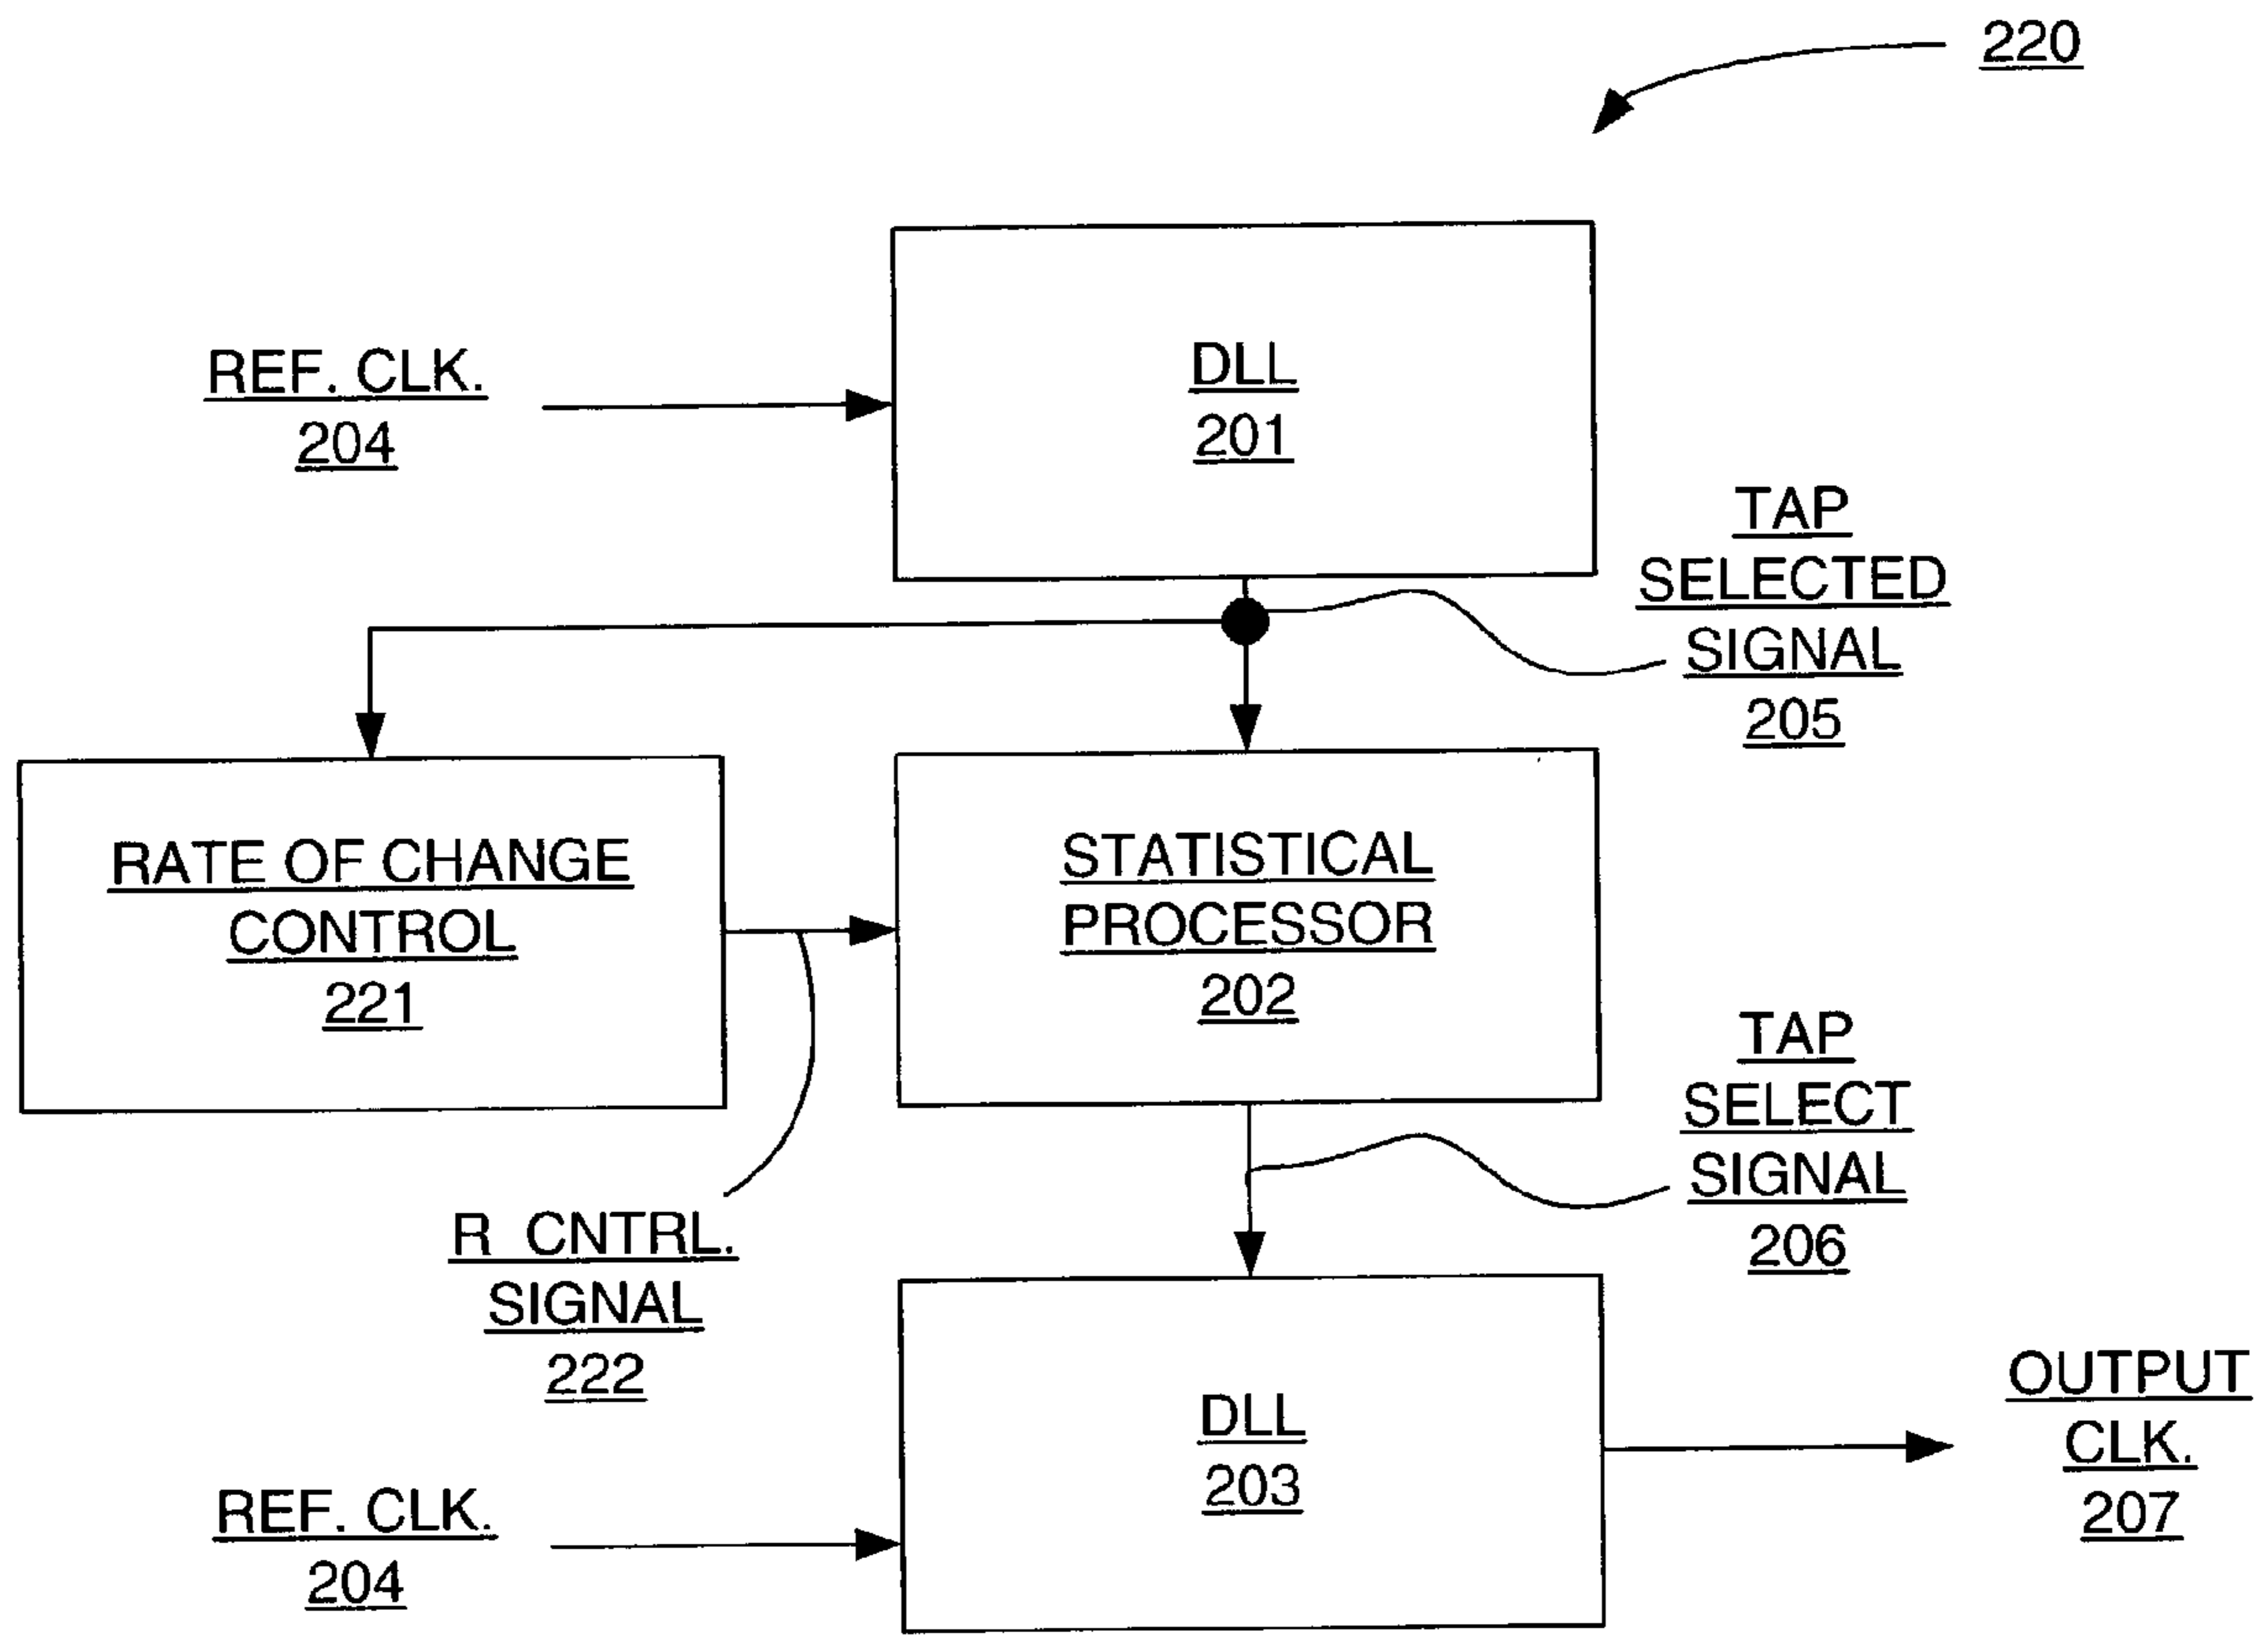 220
DLL
201
REF. CLK.
204
TAP
SELECTED
SIGNAL
205
RATE OF CHANGE
CONTROL
221
STATISTICAL
PROCESSOR
202
TAP
SELECT
SIGNAL
206
R CNTRL.
SIGNAL
222
DLL
203
OUTPUT
CLK.
207
REF. CLK.
204